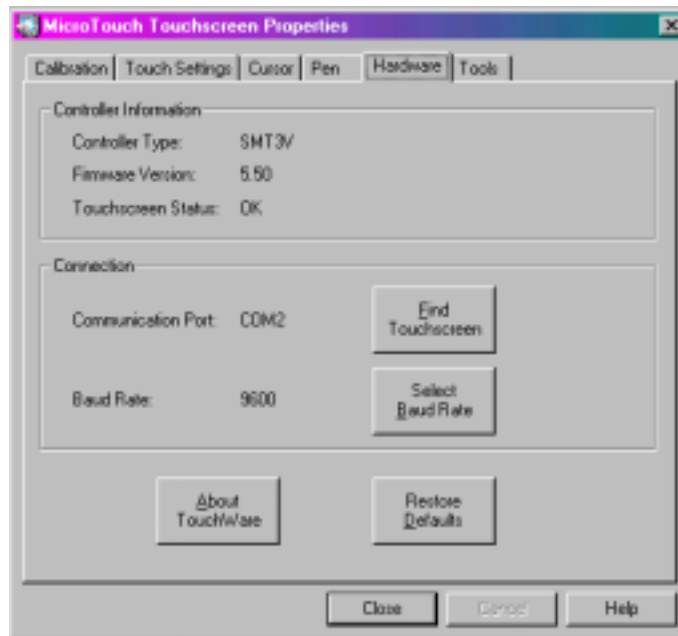 MicroTouch Touchscreen Properties
Calibration Touch Settings Cursor Pen Hardware Tools
Controller Information
Controller Type: SMT3V
Firmware Version: 5.50
Touchscreen Status: OK
Connection
Communication Port: COM2
Find
Touchscreen
Baud Rate: 9600
Select
Baud Rate
About
TouchWare
Restore
Defaults
Close Cancel Help